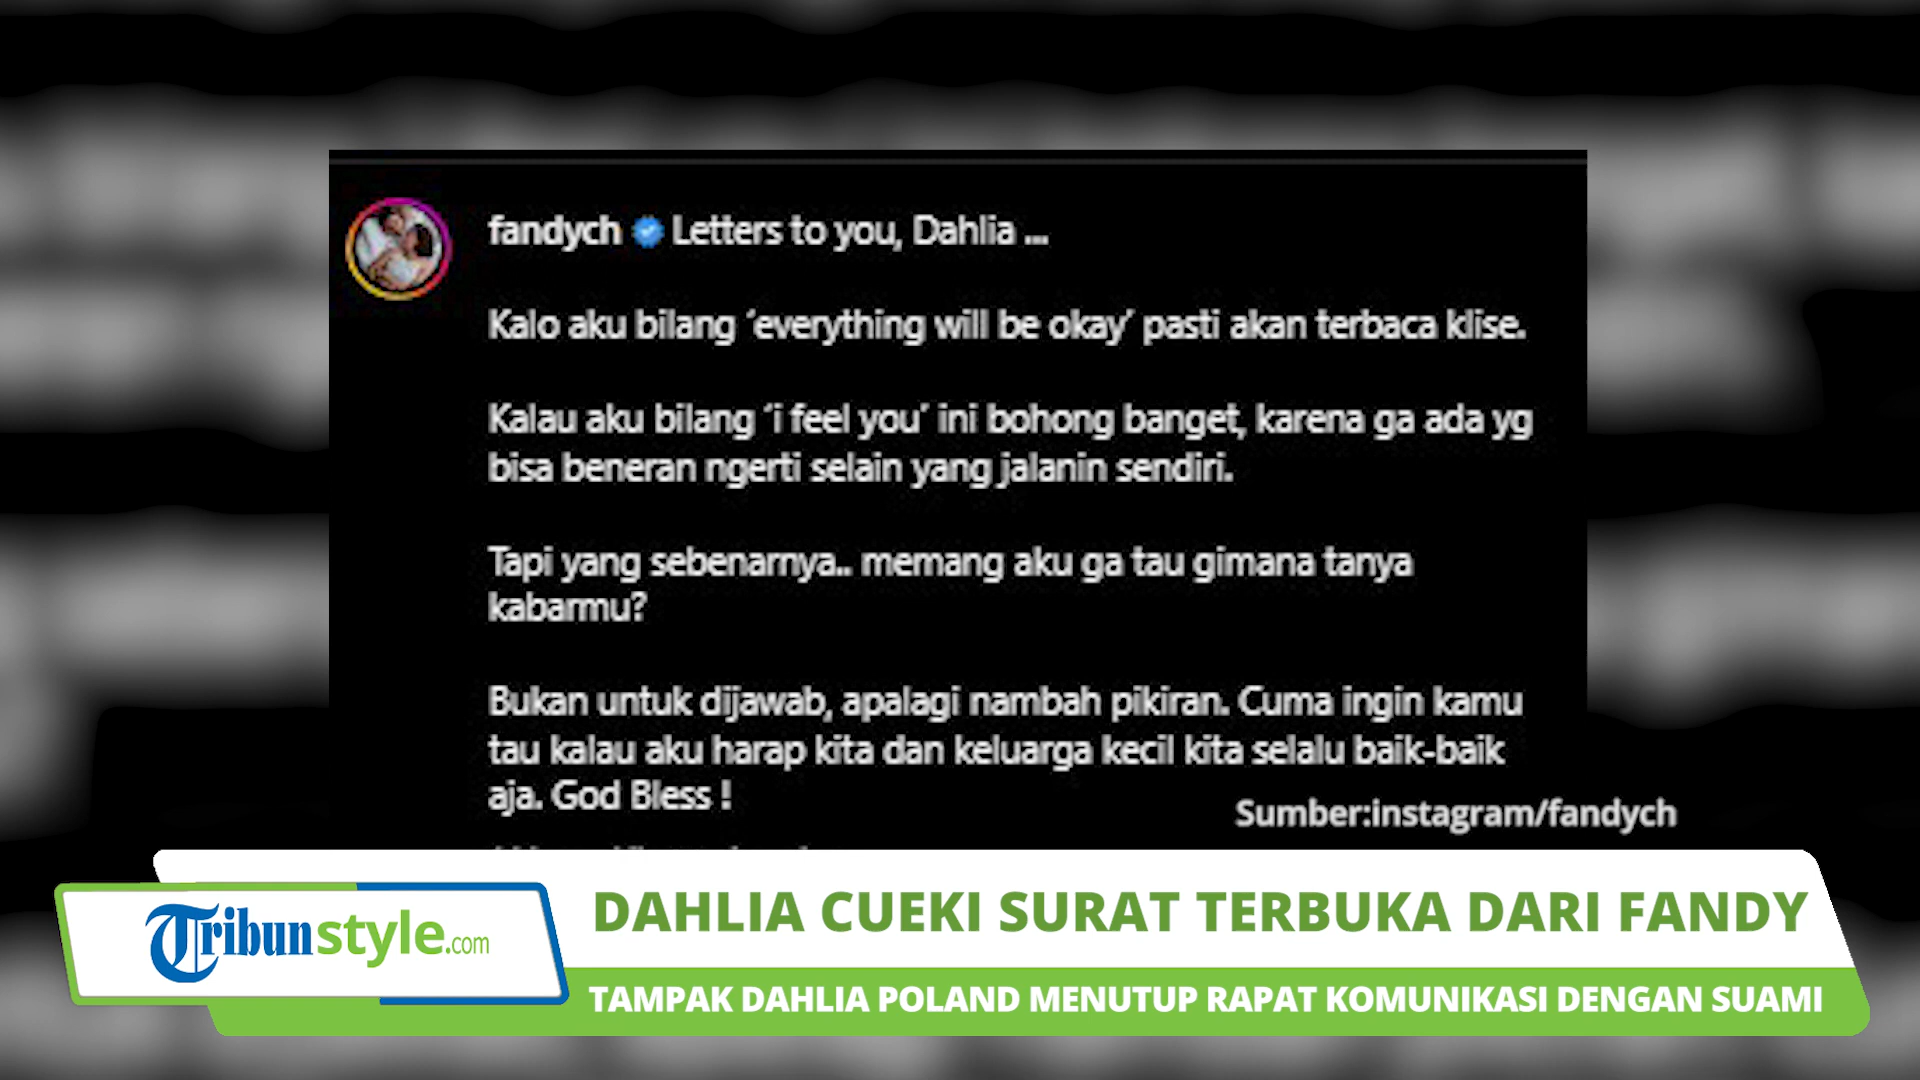 fandych Letters to you, Dahlia ...
Kalo aku bilang ‘everything will be okay’ pasti akan terbaca klise.
Kalau aku bilang ‘i feel you’ ini bohong banget, karena ga ada yg
bisa beneran ngerti selain yang jalanin sendiri.
Tapi yang sebenarnya.. memang aku ga tau gimana tanya
kabarmu?
Bukan untuk dijawab, apalagi nambah pikiran. Cuma ingin kamu
tau kalau aku harap kita dan keluarga kecil kita selalu baik-baik
aja. God Bless !
Sumber:instagram/fandych
Tribunstyle.com
DAHLIA CUEKI SURAT TERBUKA DARI FANDY
TAMPAK DAHLIA POLAND MENUTUP RAPAT KOMUNIKASI DENGAN SUAMI